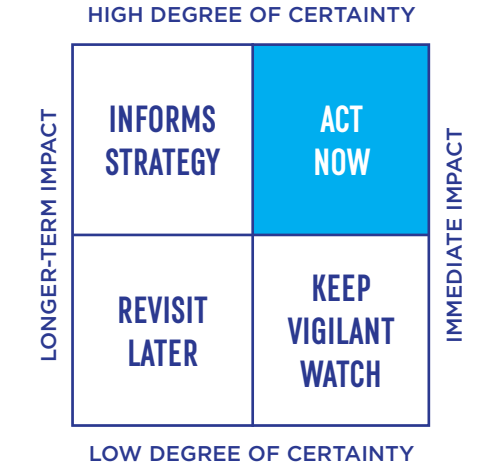 HIGH DEGREE OF CERTAINTY
LONGER-TERM IMPACT
INFORMS
STRATEGY
ACT
NOW
IMMEDIATE IMPACT
REVISIT
LATER
KEEP
VIGILANT
WATCH
LOW DEGREE OF CERTAINTY